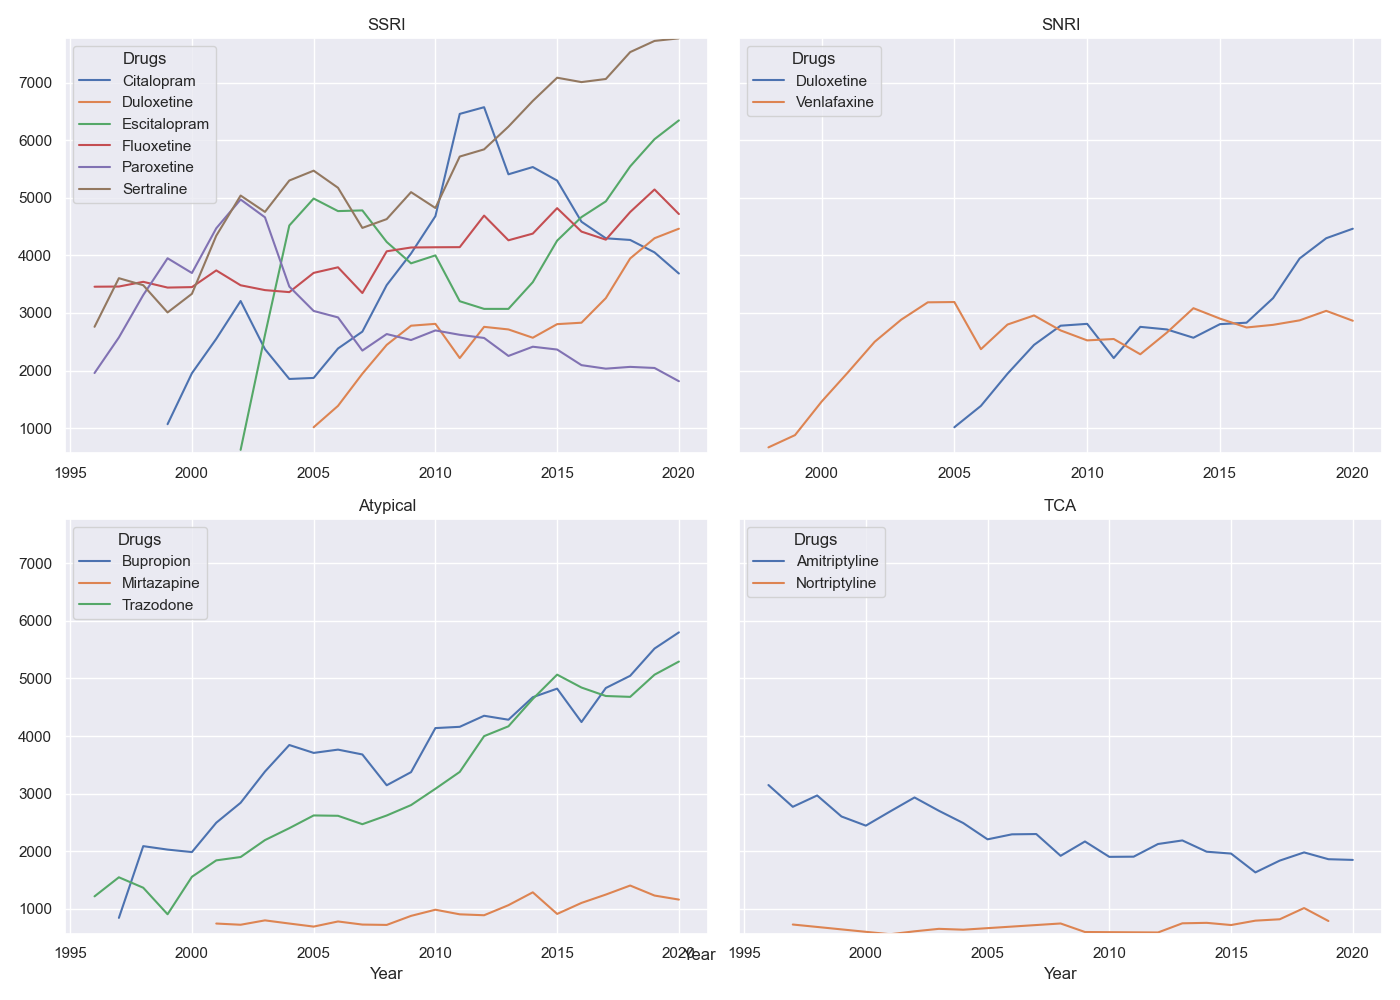 SSRI
Drugs
Citalopram
Duloxetine
Escitalopram
Fluoxetine
Paroxetine
Sertraline
7000
6000
5000
4000
3000
2000
1000
1995 2000 2005 2010 2015 2020
SNRI
Drugs
Duloxetine
Venlafaxine
2000 2005 2010 2015 2020
Atypical
Drugs
Bupropion
Mirtazapine
Trazodone
7000
6000
5000
4000
3000
2000
1000
1995 2000 2005 2010 2015 2020
Year
Year
TCA
Drugs
Amitriptyline
Nortriptyline
1995 2000 2005 2010 2015 2020
Year